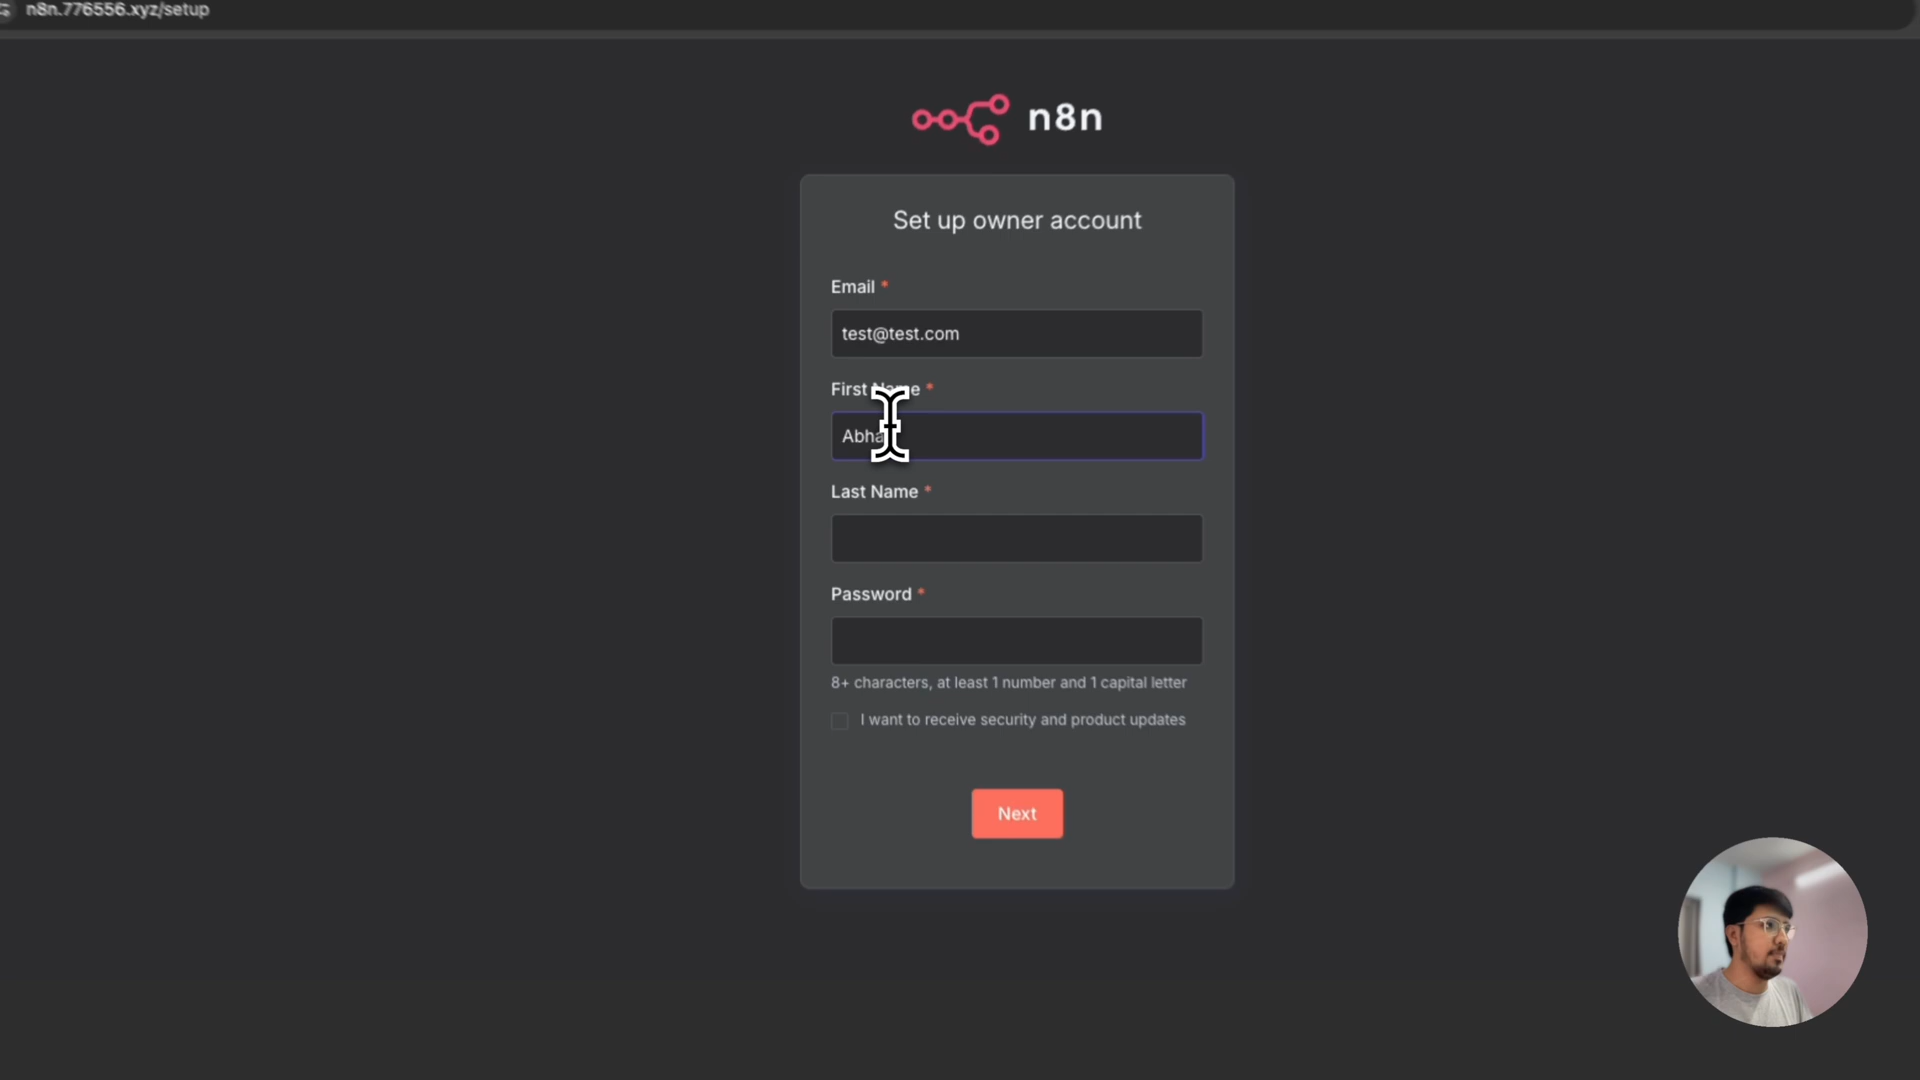 n8n.776556.xyz/setup
n8n
Set up owner account
Email *
test@test.com
First Name *
Last Name *
Password *
8+ characters, at least 1 number and 1 capital letter
I want to receive security and product updates
Next